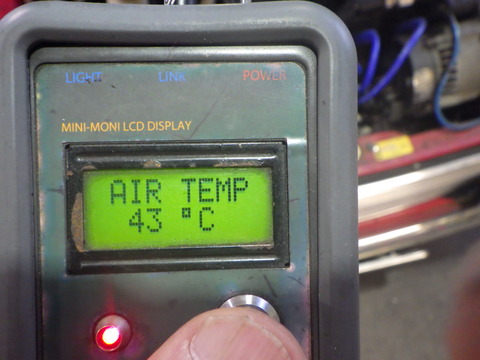 LIGHT LINK POWER
MINI-MONI LCD DISPLAY
AIR TEMP
43 °C